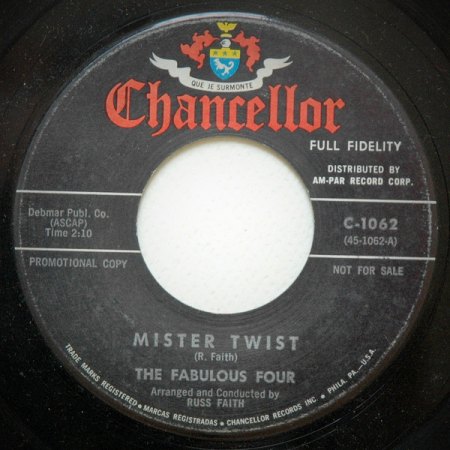 QUE JE SURMONTE
Chancellor
FULL FIDELITY
DISTRIBUTED BY
AM-PAR RECORD CORP.
Debmar Publ. Co.
(ASCAP)
Time 2:10
C-1062
(45-1062-A)
PROMOTIONAL COPY
NOT FOR SALE
MISTER TWIST
(R. Faith)
THE FABULOUS FOUR
Arranged and Conducted by
RUSS FAITH
TRADE MARKS REGISTERED • MARCAS REGISTRADAS • CHANCELLOR RECORDS INC. • PHILA, PA.—U.S.A.